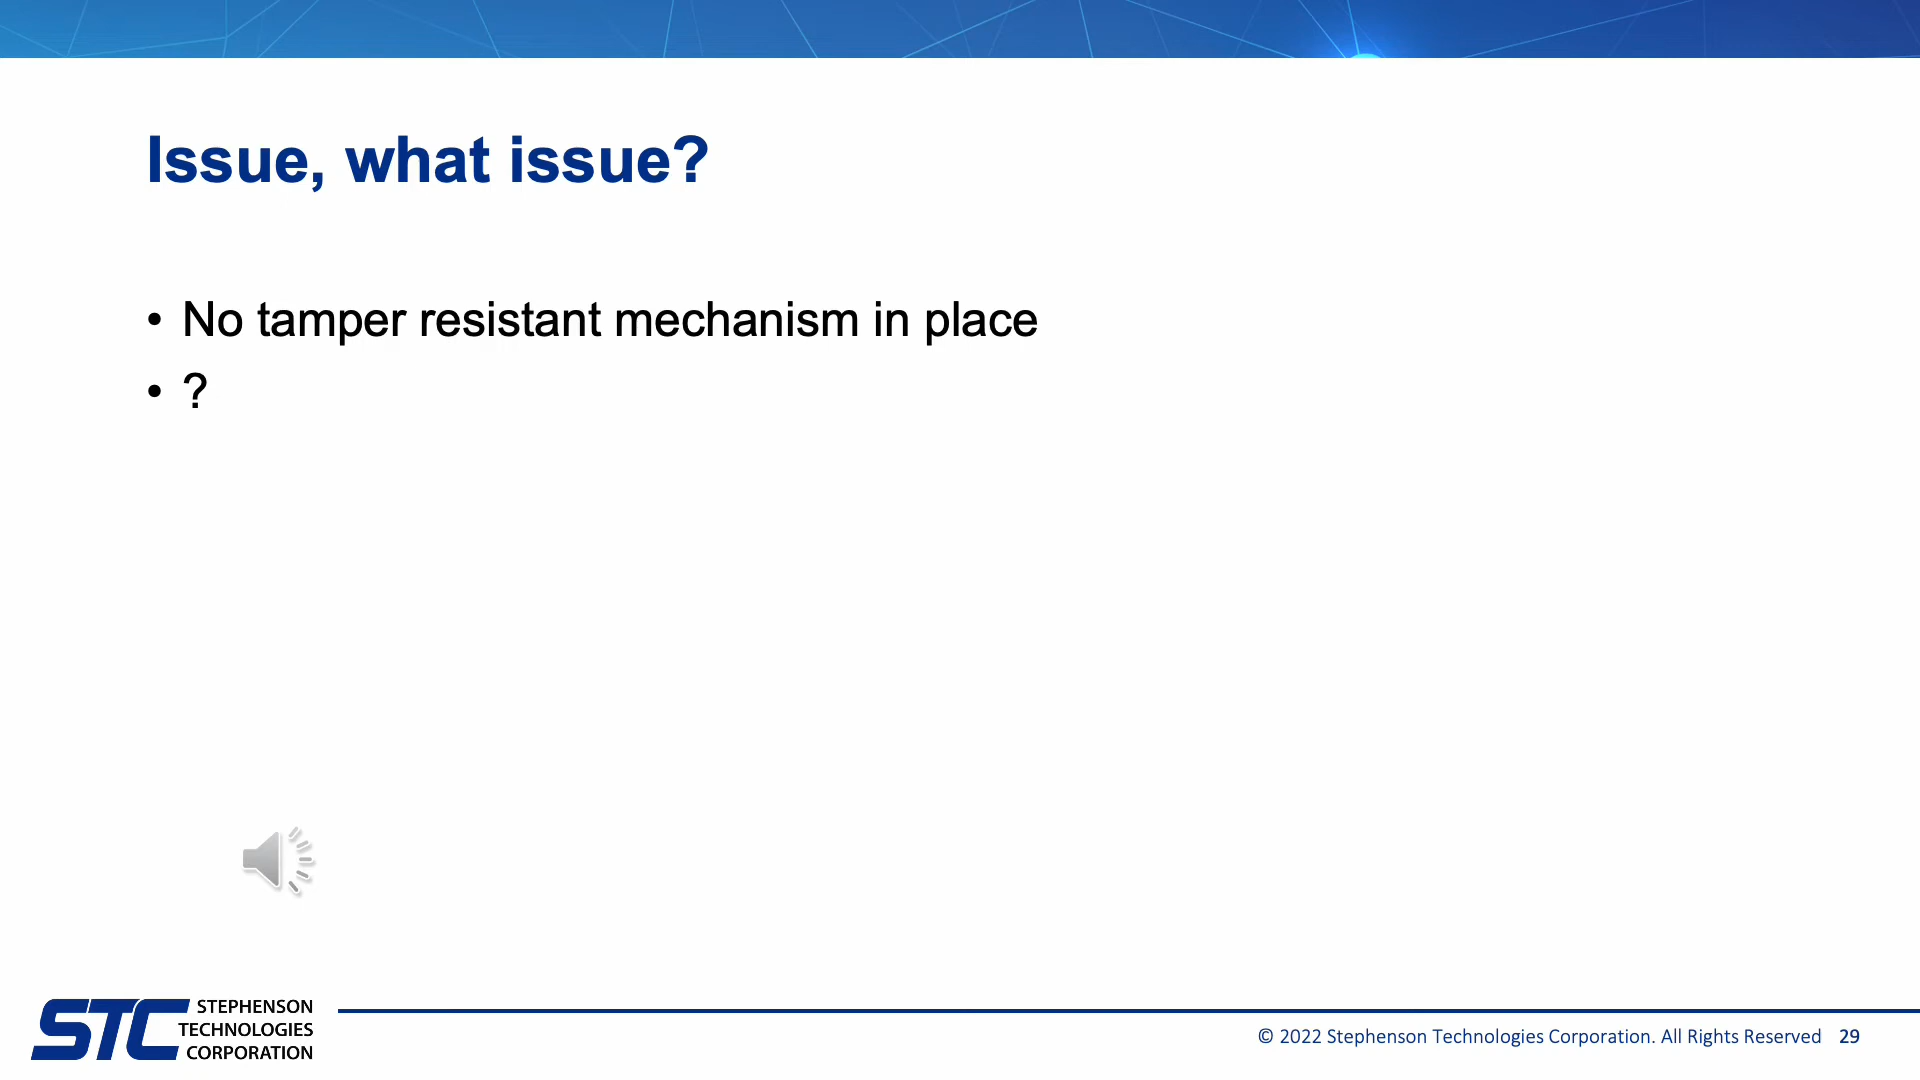 Issue, what issue?
• No tamper resistant mechanism in place
• ?
STC
STEPHENSON
TECHNOLOGIES
CORPORATION
© 2022 Stephenson Technologies Corporation. All Rights Reserved 29